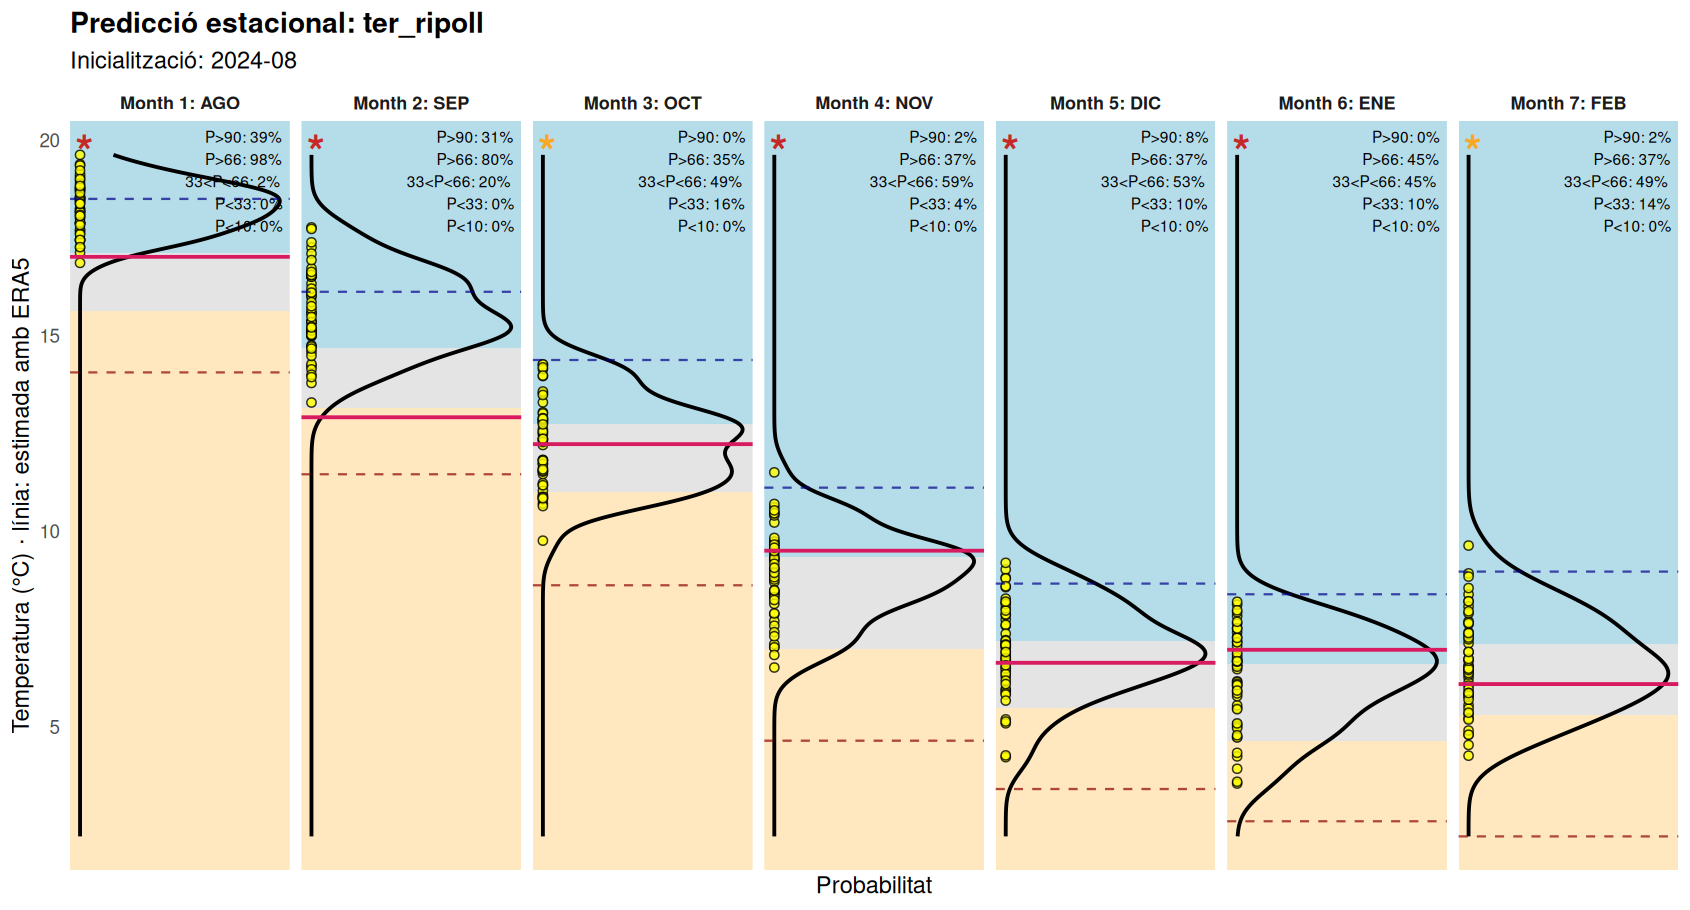 Predicció estacional: ter_ripoll
Inicialització: 2024-08
Month 1: AGO
Month 2: SEP
Month 3: OCT
Month 4: NOV
Month 5: DIC
Month 6: ENE
Month 7: FEB
P>90: 39%
P>66: 98%
33<P<66: 2%
P<33: 0%
P<10: 0%
P>90: 31%
P>66: 80%
33<P<66: 20%
P<33: 0%
P<10: 0%
P>90: 0%
P>66: 35%
33<P<66: 49%
P<33: 16%
P<10: 0%
P>90: 2%
P>66: 37%
33<P<66: 59%
P<33: 4%
P<10: 0%
P>90: 8%
P>66: 37%
33<P<66: 53%
P<33: 10%
P<10: 0%
P>90: 0%
P>66: 45%
33<P<66: 45%
P<33: 10%
P<10: 0%
P>90: 2%
P>66: 37%
33<P<66: 49%
P<33: 14%
P<10: 0%
20
15
10
5
Temperatura (°C) · línia: estimada amb ERA5
Probabilitat